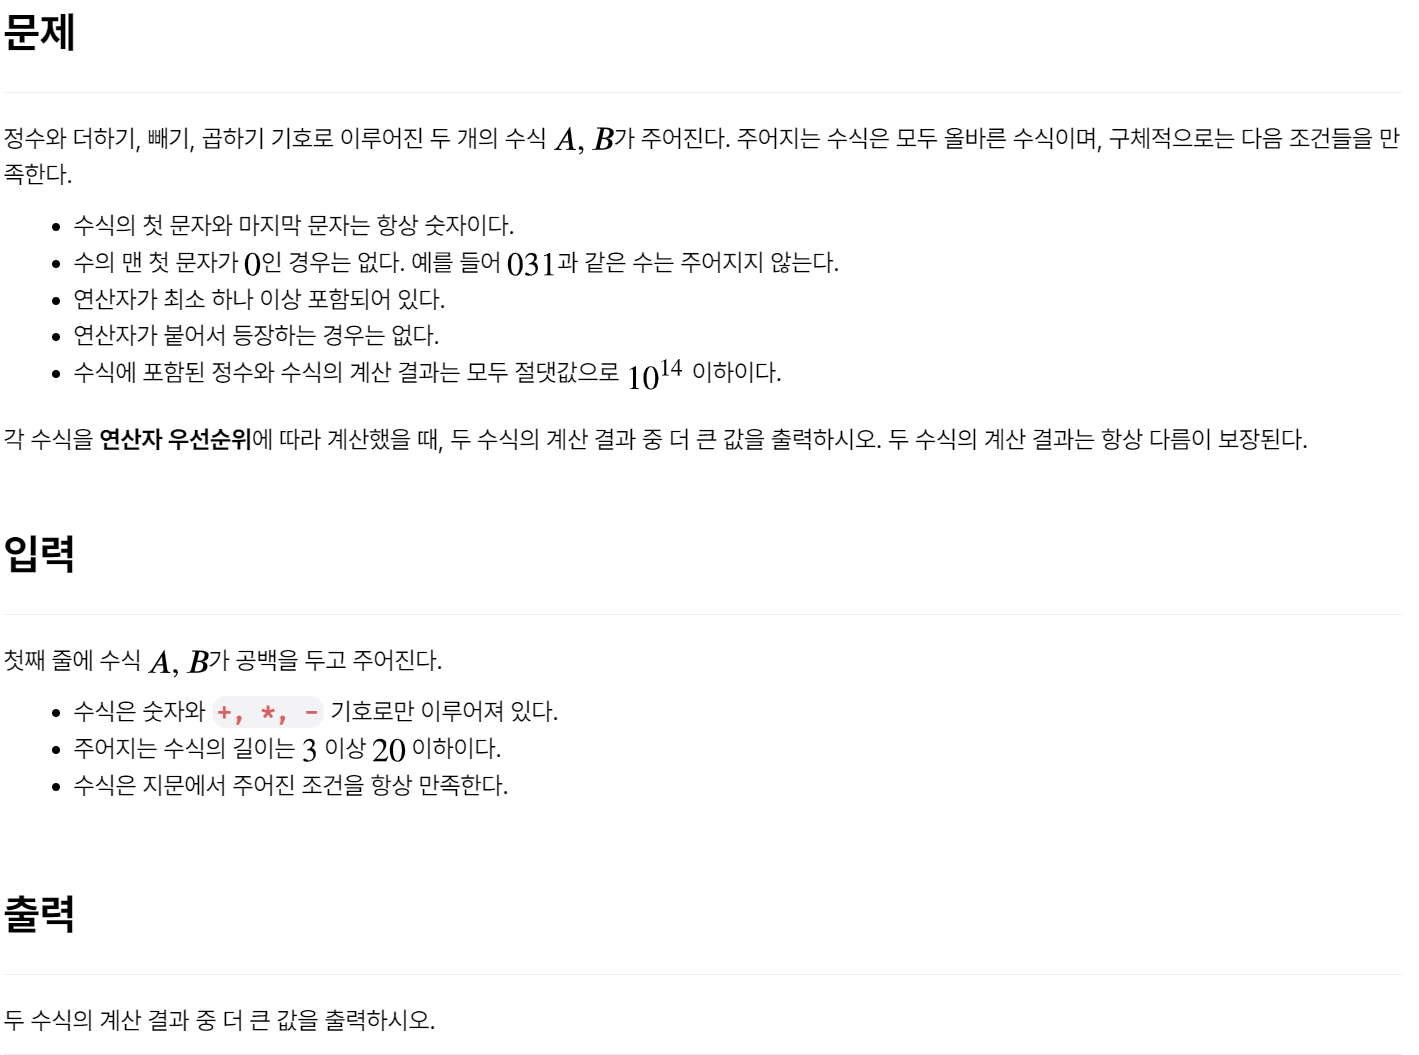 문제
정수와 더하기, 빼기, 곱하기 기호로 이루어진 두 개의 수식 A, B가 주어진다. 주어지는 수식은 모두 올바른 수식이며, 구체적으로는 다음 조건들을 만
족한다.
• 수식의 첫 문자와 마지막 문자는 항상 숫자이다.
• 수의 맨 첫 문자가 0인 경우는 없다. 예를 들어 031과 같은 수는 주어지지 않는다.
• 연산자가 최소 하나 이상 포함되어 있다.
• 연산자가 붙어서 등장하는 경우는 없다.
• 수식에 포함된 정수와 수식의 계산 결과는 모두 절댓값으로 10^14 이하이다.
각 수식을 연산자 우선순위에 따라 계산했을 때, 두 수식의 계산 결과 중 더 큰 값을 출력하시오. 두 수식의 계산 결과는 항상 다름이 보장된다.
입력
첫째 줄에 수식 A, B가 공백을 두고 주어진다.
• 수식은 숫자와 +, *, - 기호로만 이루어져 있다.
• 주어지는 수식의 길이는 3 이상 20 이하이다.
• 수식은 지문에서 주어진 조건을 항상 만족한다.
출력
두 수식의 계산 결과 중 더 큰 값을 출력하시오.